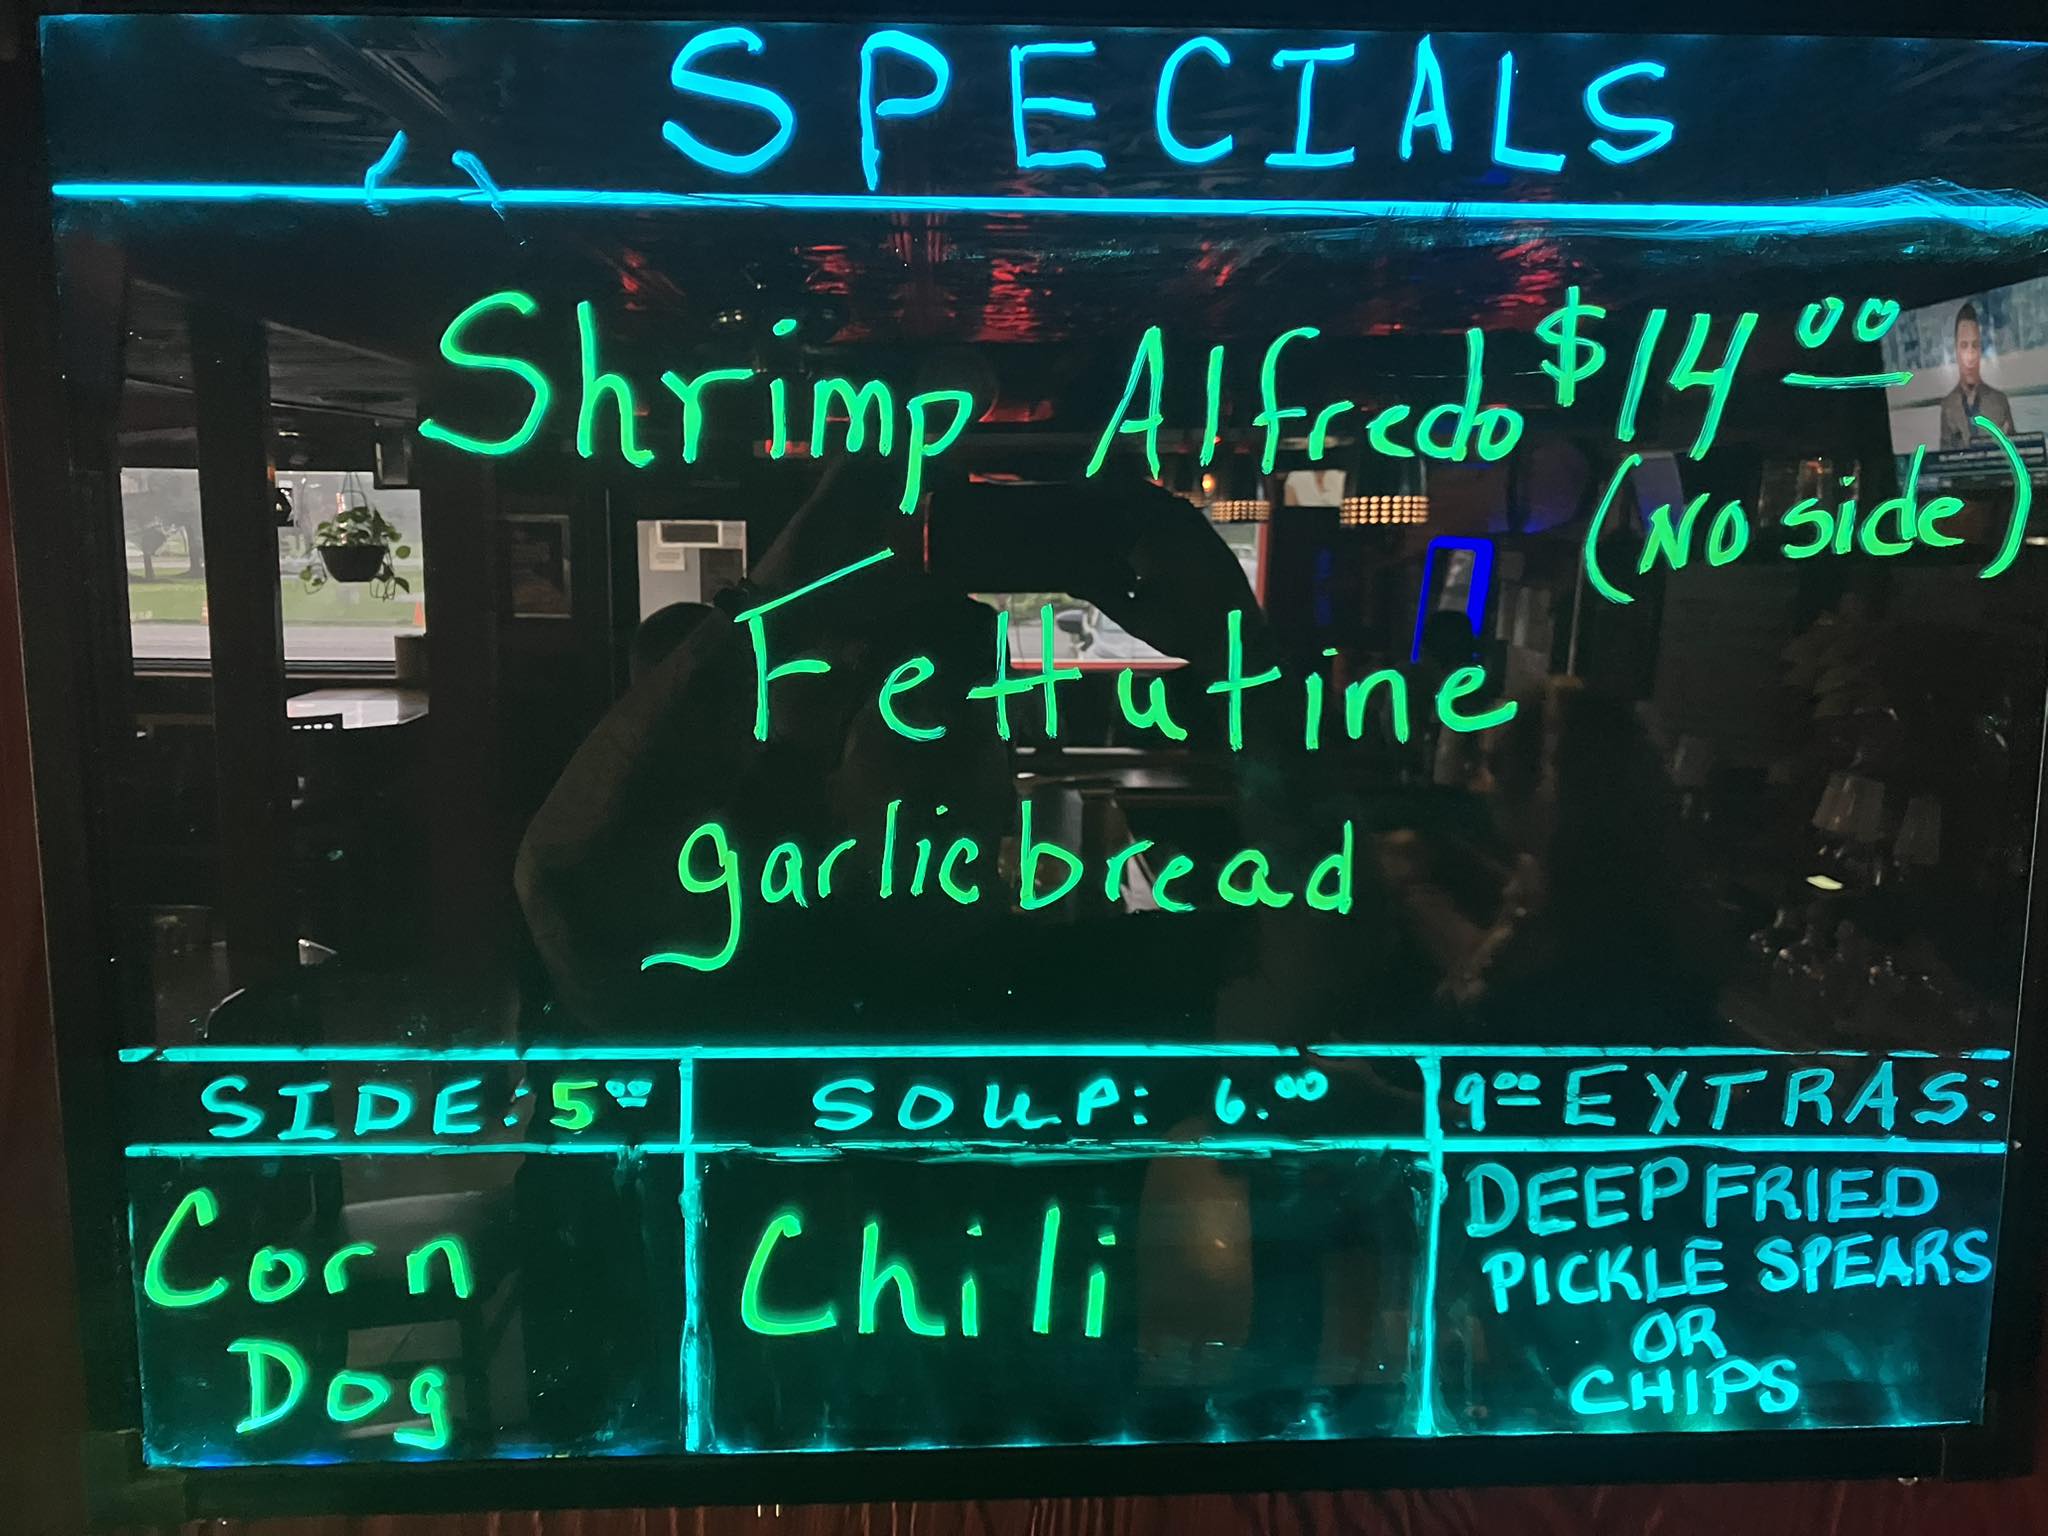 SPECIALS
Shrimp Alfredo $14.00
(NO side)
Fettutine
garlic bread
SIDE: 5.00
Corn
Dog
SOUP: 6.00
Chili
9.00 EXTRAS:
DEEP FRIED
PICKLE SPEARS
OR
CHIPS